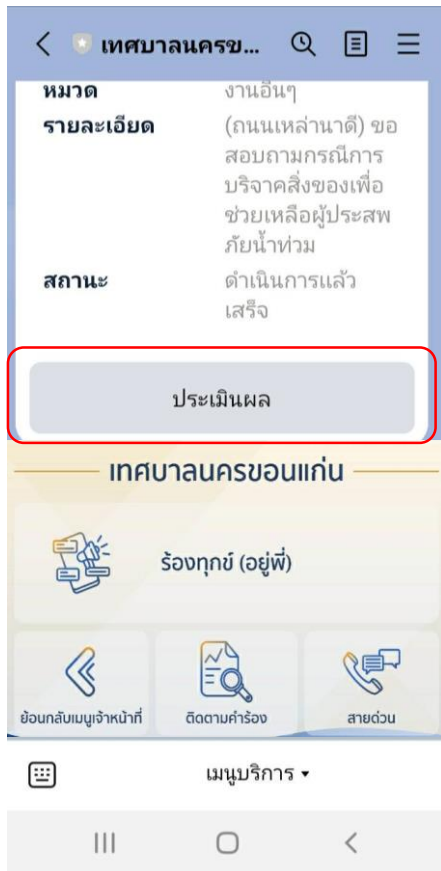 เทศบาลนครข...
หมวด งานอื่นๆ
รายละเอียด (ถนนเหล่านาดี) ขอ
สอบถามกรณีการ
บริจาคสิ่งของเพื่อ
ช่วยเหลือผู้ประสพ
ภัยน้ำท่วม
สถานะ ดำเนินการแล้ว
เสร็จ
ประเมินผล
เทศบาลนครขอนแก่น
ร้องทุกข์ (อยู่พี่)
ย้อนกลับเมนูเจ้าหน้าที่ ติดตามคำร้อง สายด่วน
เมนูบริการ